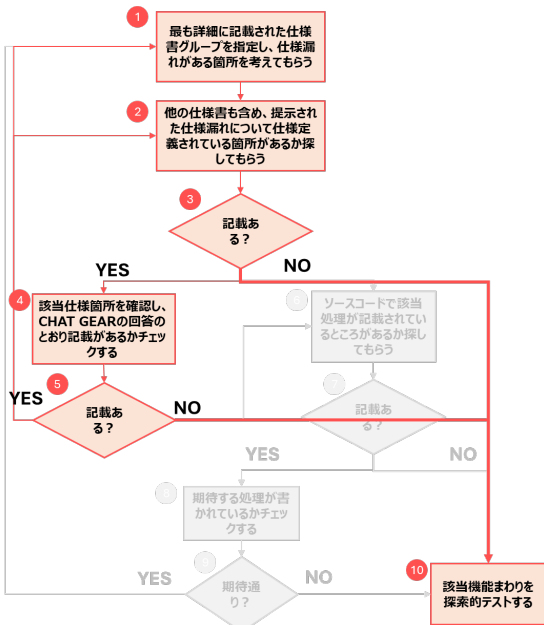 1
最も詳細に記載された仕様
書グループを指定し、仕様漏
れがある箇所を考えてもらう
2
他の仕様書も含め、提示され
た仕様漏れについて仕様定
義されている箇所があるか探
してもらう
3
記載あ
る？
YES
NO
4
該当仕様箇所を確認し、
CHAT GEARの回答の
とおり記載があるかチェッ
クする
ソースコードで該当
処理が記載されてい
るところがあるか探し
てもらう
5
記載あ
る？
YES
NO
7
記載あ
る？
YES
NO
期待する処理が書
かれているかチェッ
クする
9
期待通
り？
YES
NO
10
該当機能まわりを
探索的テストする